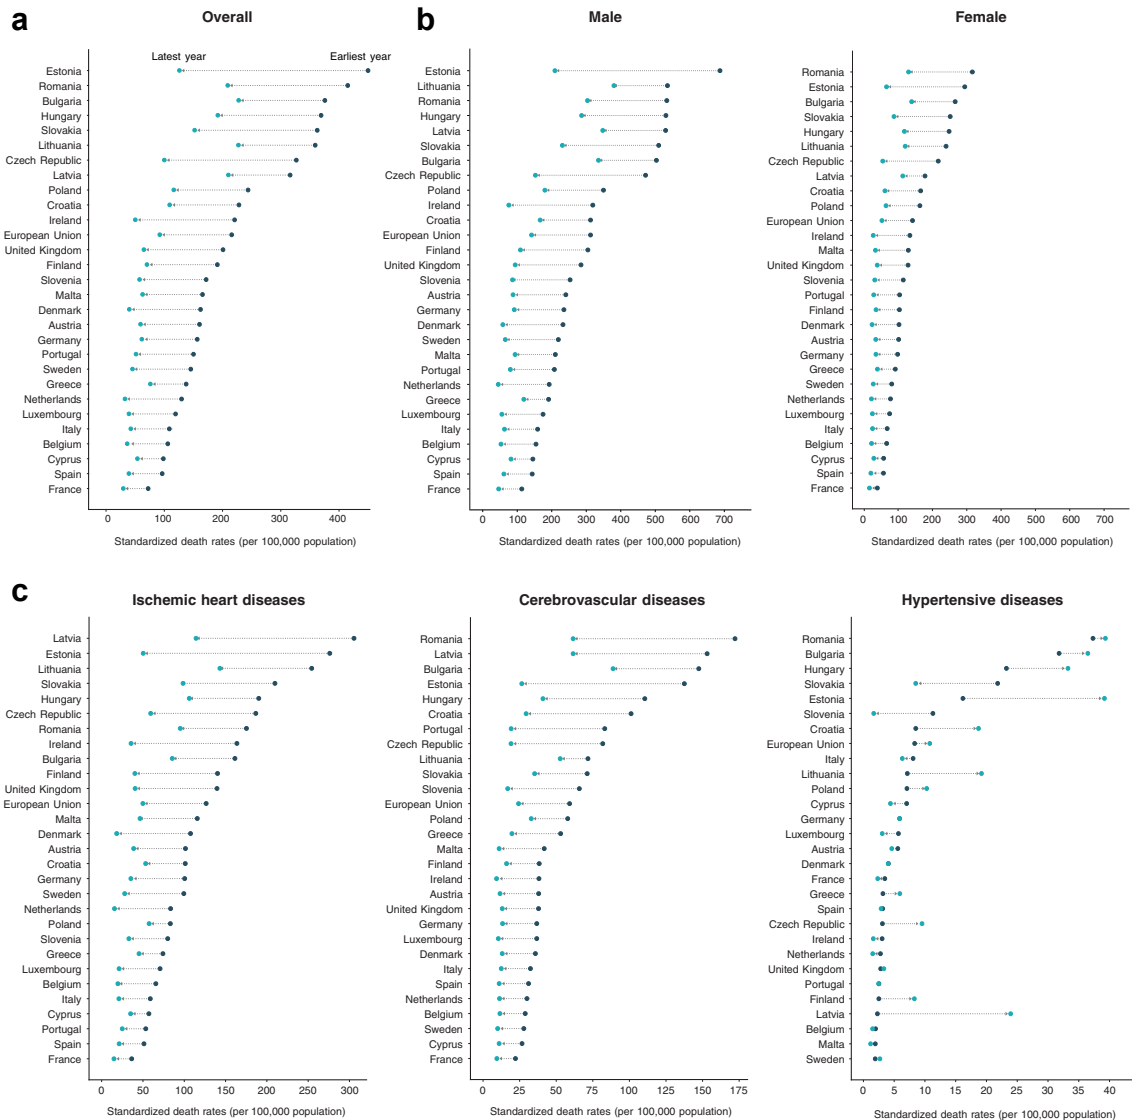 a
Overall
Latest year
Earliest year
Estonia
Romania
Bulgaria
Hungary
Slovakia
Lithuania
Czech Republic
Latvia
Poland
Croatia
Ireland
European Union
United Kingdom
Finland
Slovenia
Malta
Denmark
Austria
Germany
Portugal
Sweden
Greece
Netherlands
Luxembourg
Italy
Belgium
Cyprus
Spain
France
0 100 200 300 400
Standardized death rates (per 100,000 population)
b
Male
Estonia
Lithuania
Romania
Hungary
Latvia
Slovakia
Bulgaria
Czech Republic
Poland
Ireland
Croatia
European Union
Finland
United Kingdom
Slovenia
Austria
Germany
Denmark
Sweden
Malta
Portugal
Netherlands
Greece
Luxembourg
Italy
Belgium
Cyprus
Spain
France
0 100 200 300 400 500 600 700
Standardized death rates (per 100,000 population)
Female
Romania
Estonia
Bulgaria
Slovakia
Hungary
Lithuania
Czech Republic
Latvia
Croatia
Poland
European Union
Ireland
Malta
United Kingdom
Slovenia
Portugal
Finland
Denmark
Austria
Germany
Greece
Sweden
Netherlands
Luxembourg
Italy
Belgium
Cyprus
Spain
France
0 100 200 300 400 500 600 700
Standardized death rates (per 100,000 population)
c
Ischemic heart diseases
Latvia
Estonia
Lithuania
Slovakia
Hungary
Czech Republic
Romania
Ireland
Bulgaria
Finland
United Kingdom
European Union
Malta
Denmark
Austria
Croatia
Germany
Sweden
Netherlands
Poland
Slovenia
Greece
Luxembourg
Belgium
Italy
Cyprus
Portugal
Spain
France
0 50 100 150 200 250 300
Standardized death rates (per 100,000 population)
Cerebrovascular diseases
Romania
Latvia
Bulgaria
Estonia
Hungary
Croatia
Portugal
Czech Republic
Lithuania
Slovakia
Slovenia
European Union
Poland
Greece
Malta
Finland
Ireland
Austria
United Kingdom
Germany
Luxembourg
Denmark
Italy
Spain
Netherlands
Belgium
Sweden
Cyprus
France
0 25 50 75 100 125 150 175
Standardized death rates (per 100,000 population)
Hypertensive diseases
Romania
Bulgaria
Hungary
Slovakia
Estonia
Slovenia
Croatia
European Union
Italy
Lithuania
Poland
Cyprus
Germany
Luxembourg
Austria
Denmark
France
Greece
Spain
Czech Republic
Ireland
Netherlands
United Kingdom
Portugal
Finland
Latvia
Belgium
Malta
Sweden
0 5 10 15 20 25 30 35 40
Standardized death rates (per 100,000 population)